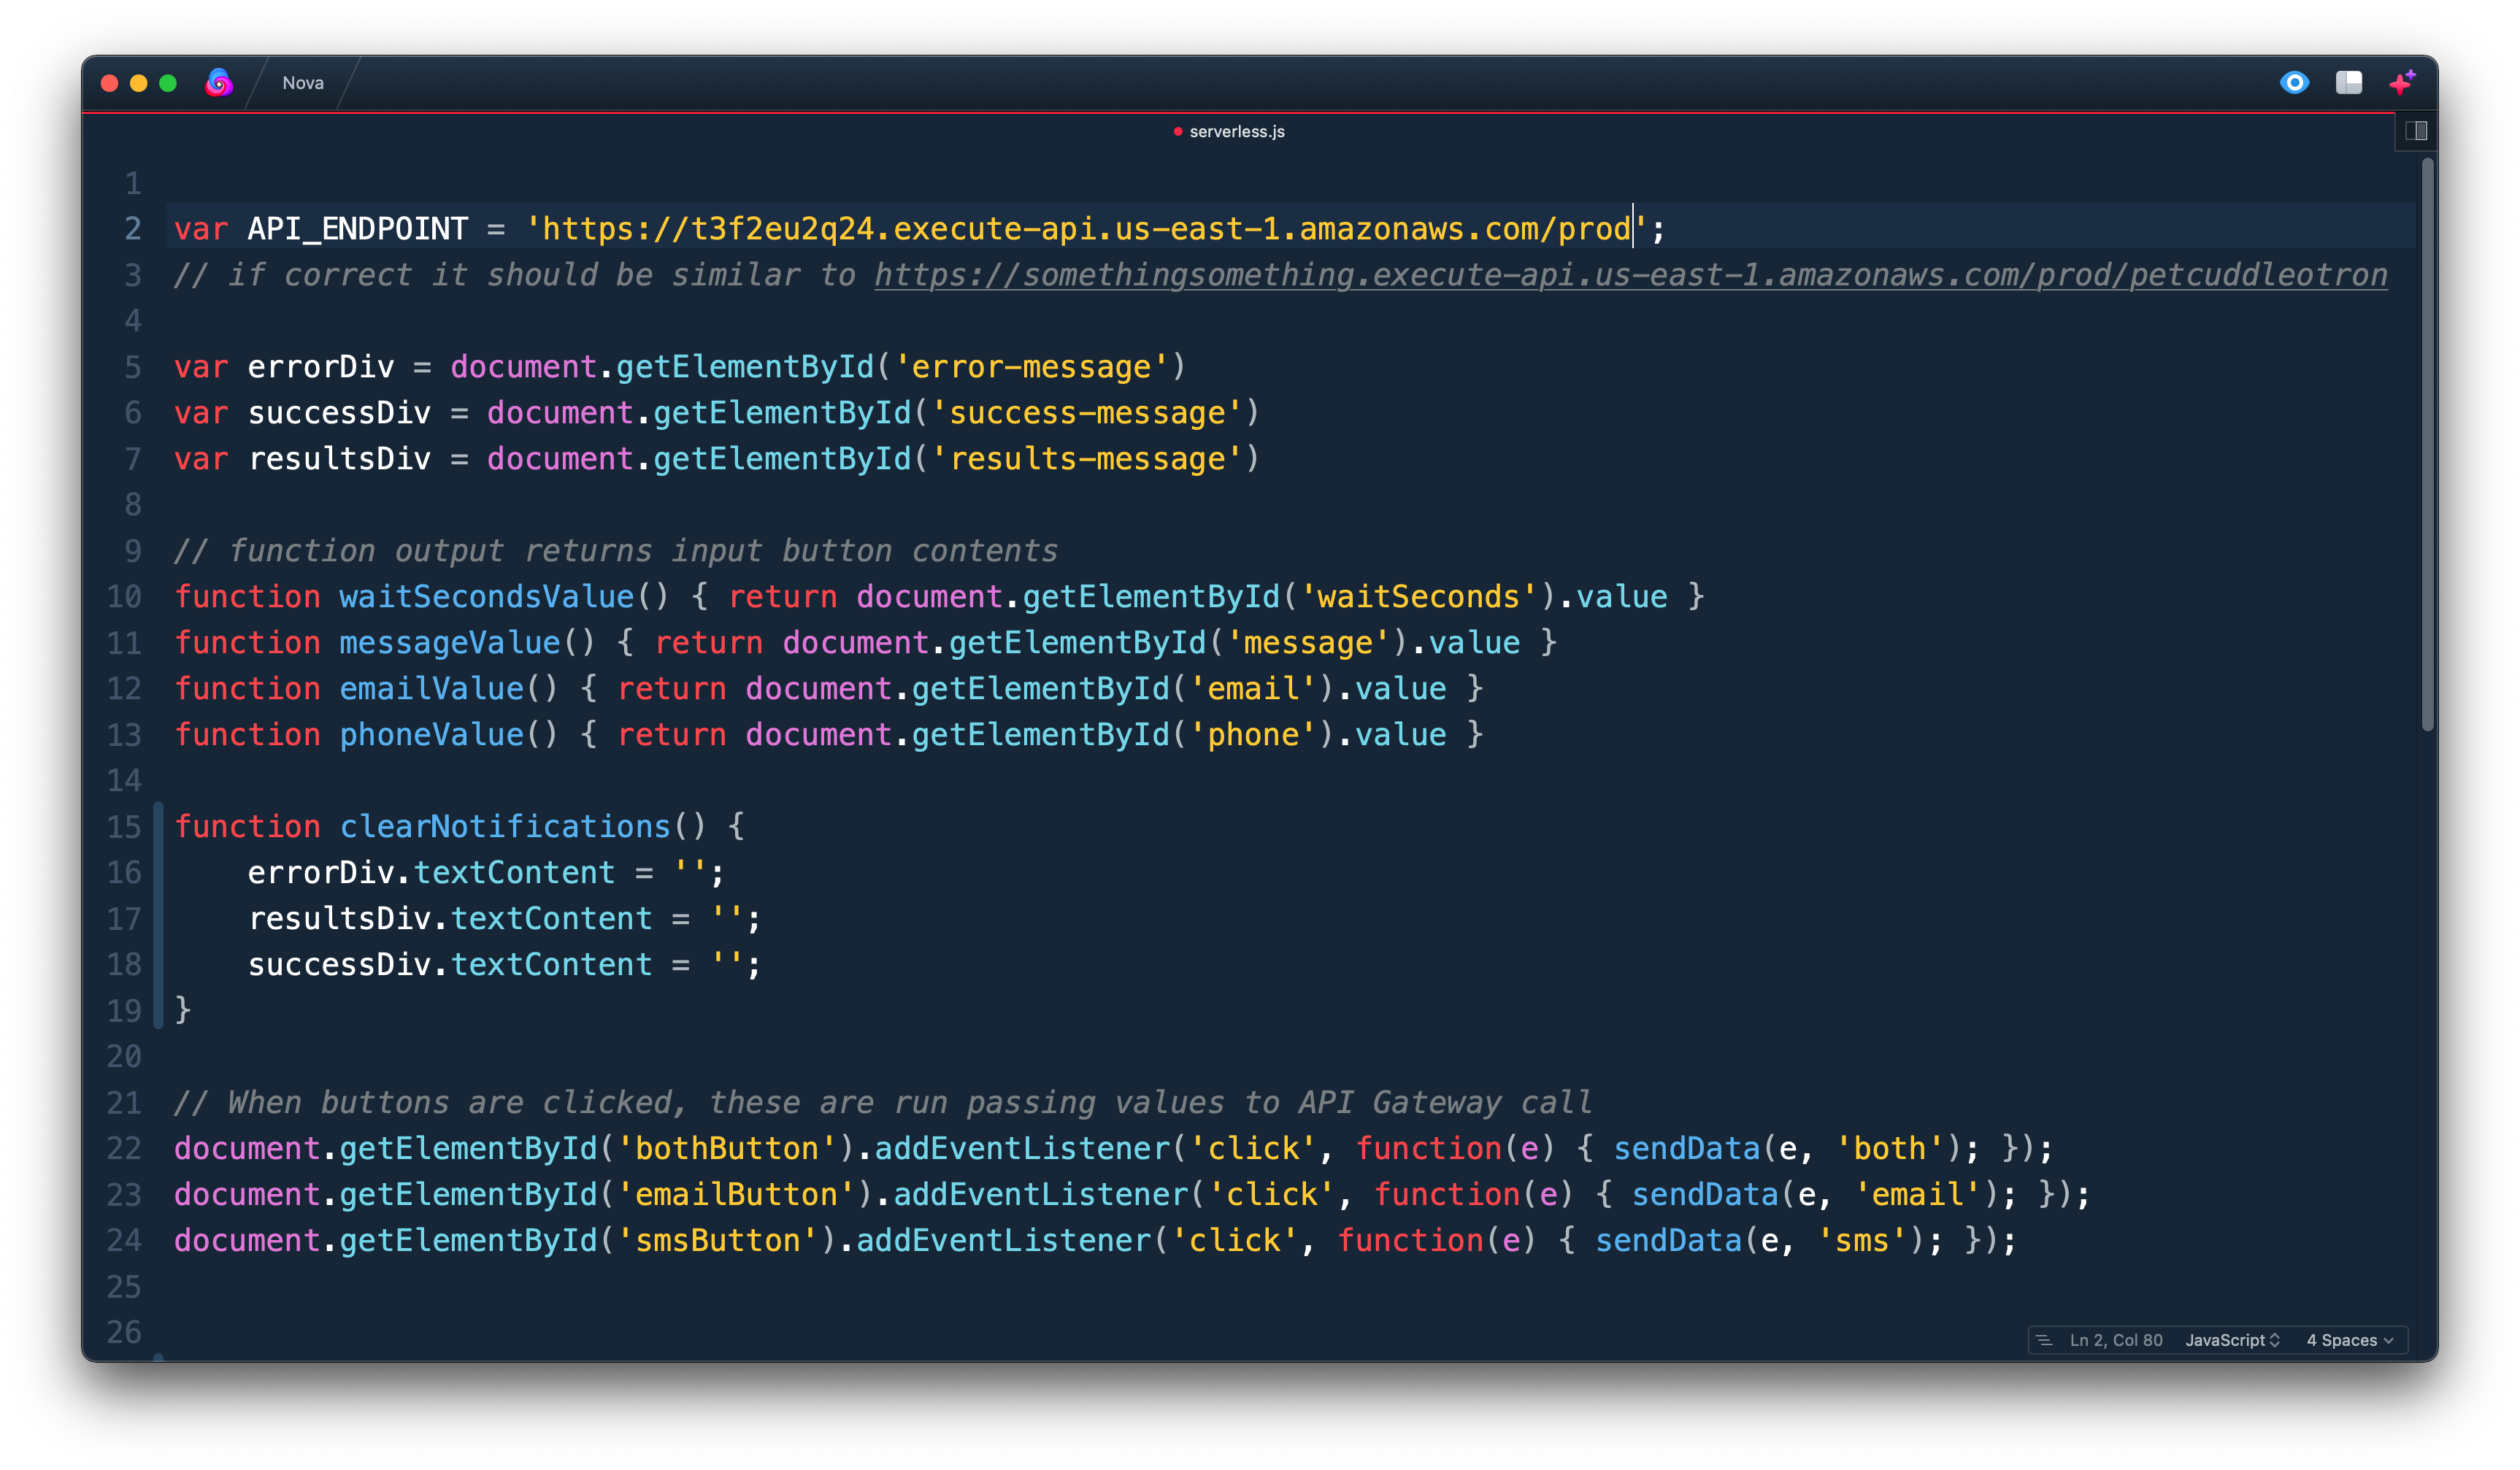 Nova
serverless.js
1
2 var API_ENDPOINT = 'https://t3f2eu2q24.execute-api.us-east-1.amazonaws.com/prod';
3 // if correct it should be similar to https://somethingsomething.execute-api.us-east-1.amazonaws.com/prod/petcuddleotron
4
5 var errorDiv = document.getElementById('error-message')
6 var successDiv = document.getElementById('success-message')
7 var resultsDiv = document.getElementById('results-message')
8
9 // function output returns input button contents
10 function waitSecondsValue() { return document.getElementById('waitSeconds').value }
11 function messageValue() { return document.getElementById('message').value }
12 function emailValue() { return document.getElementById('email').value }
13 function phoneValue() { return document.getElementById('phone').value }
14
15 function clearNotifications() {
16     errorDiv.textContent = '';
17     resultsDiv.textContent = '';
18     successDiv.textContent = '';
19 }
20
21 // When buttons are clicked, these are run passing values to API Gateway call
22 document.getElementById('bothButton').addEventListener('click', function(e) { sendData(e, 'both'); });
23 document.getElementById('emailButton').addEventListener('click', function(e) { sendData(e, 'email'); });
24 document.getElementById('smsButton').addEventListener('click', function(e) { sendData(e, 'sms'); });
25
26
Ln 2, Col 80 JavaScript 4 Spaces